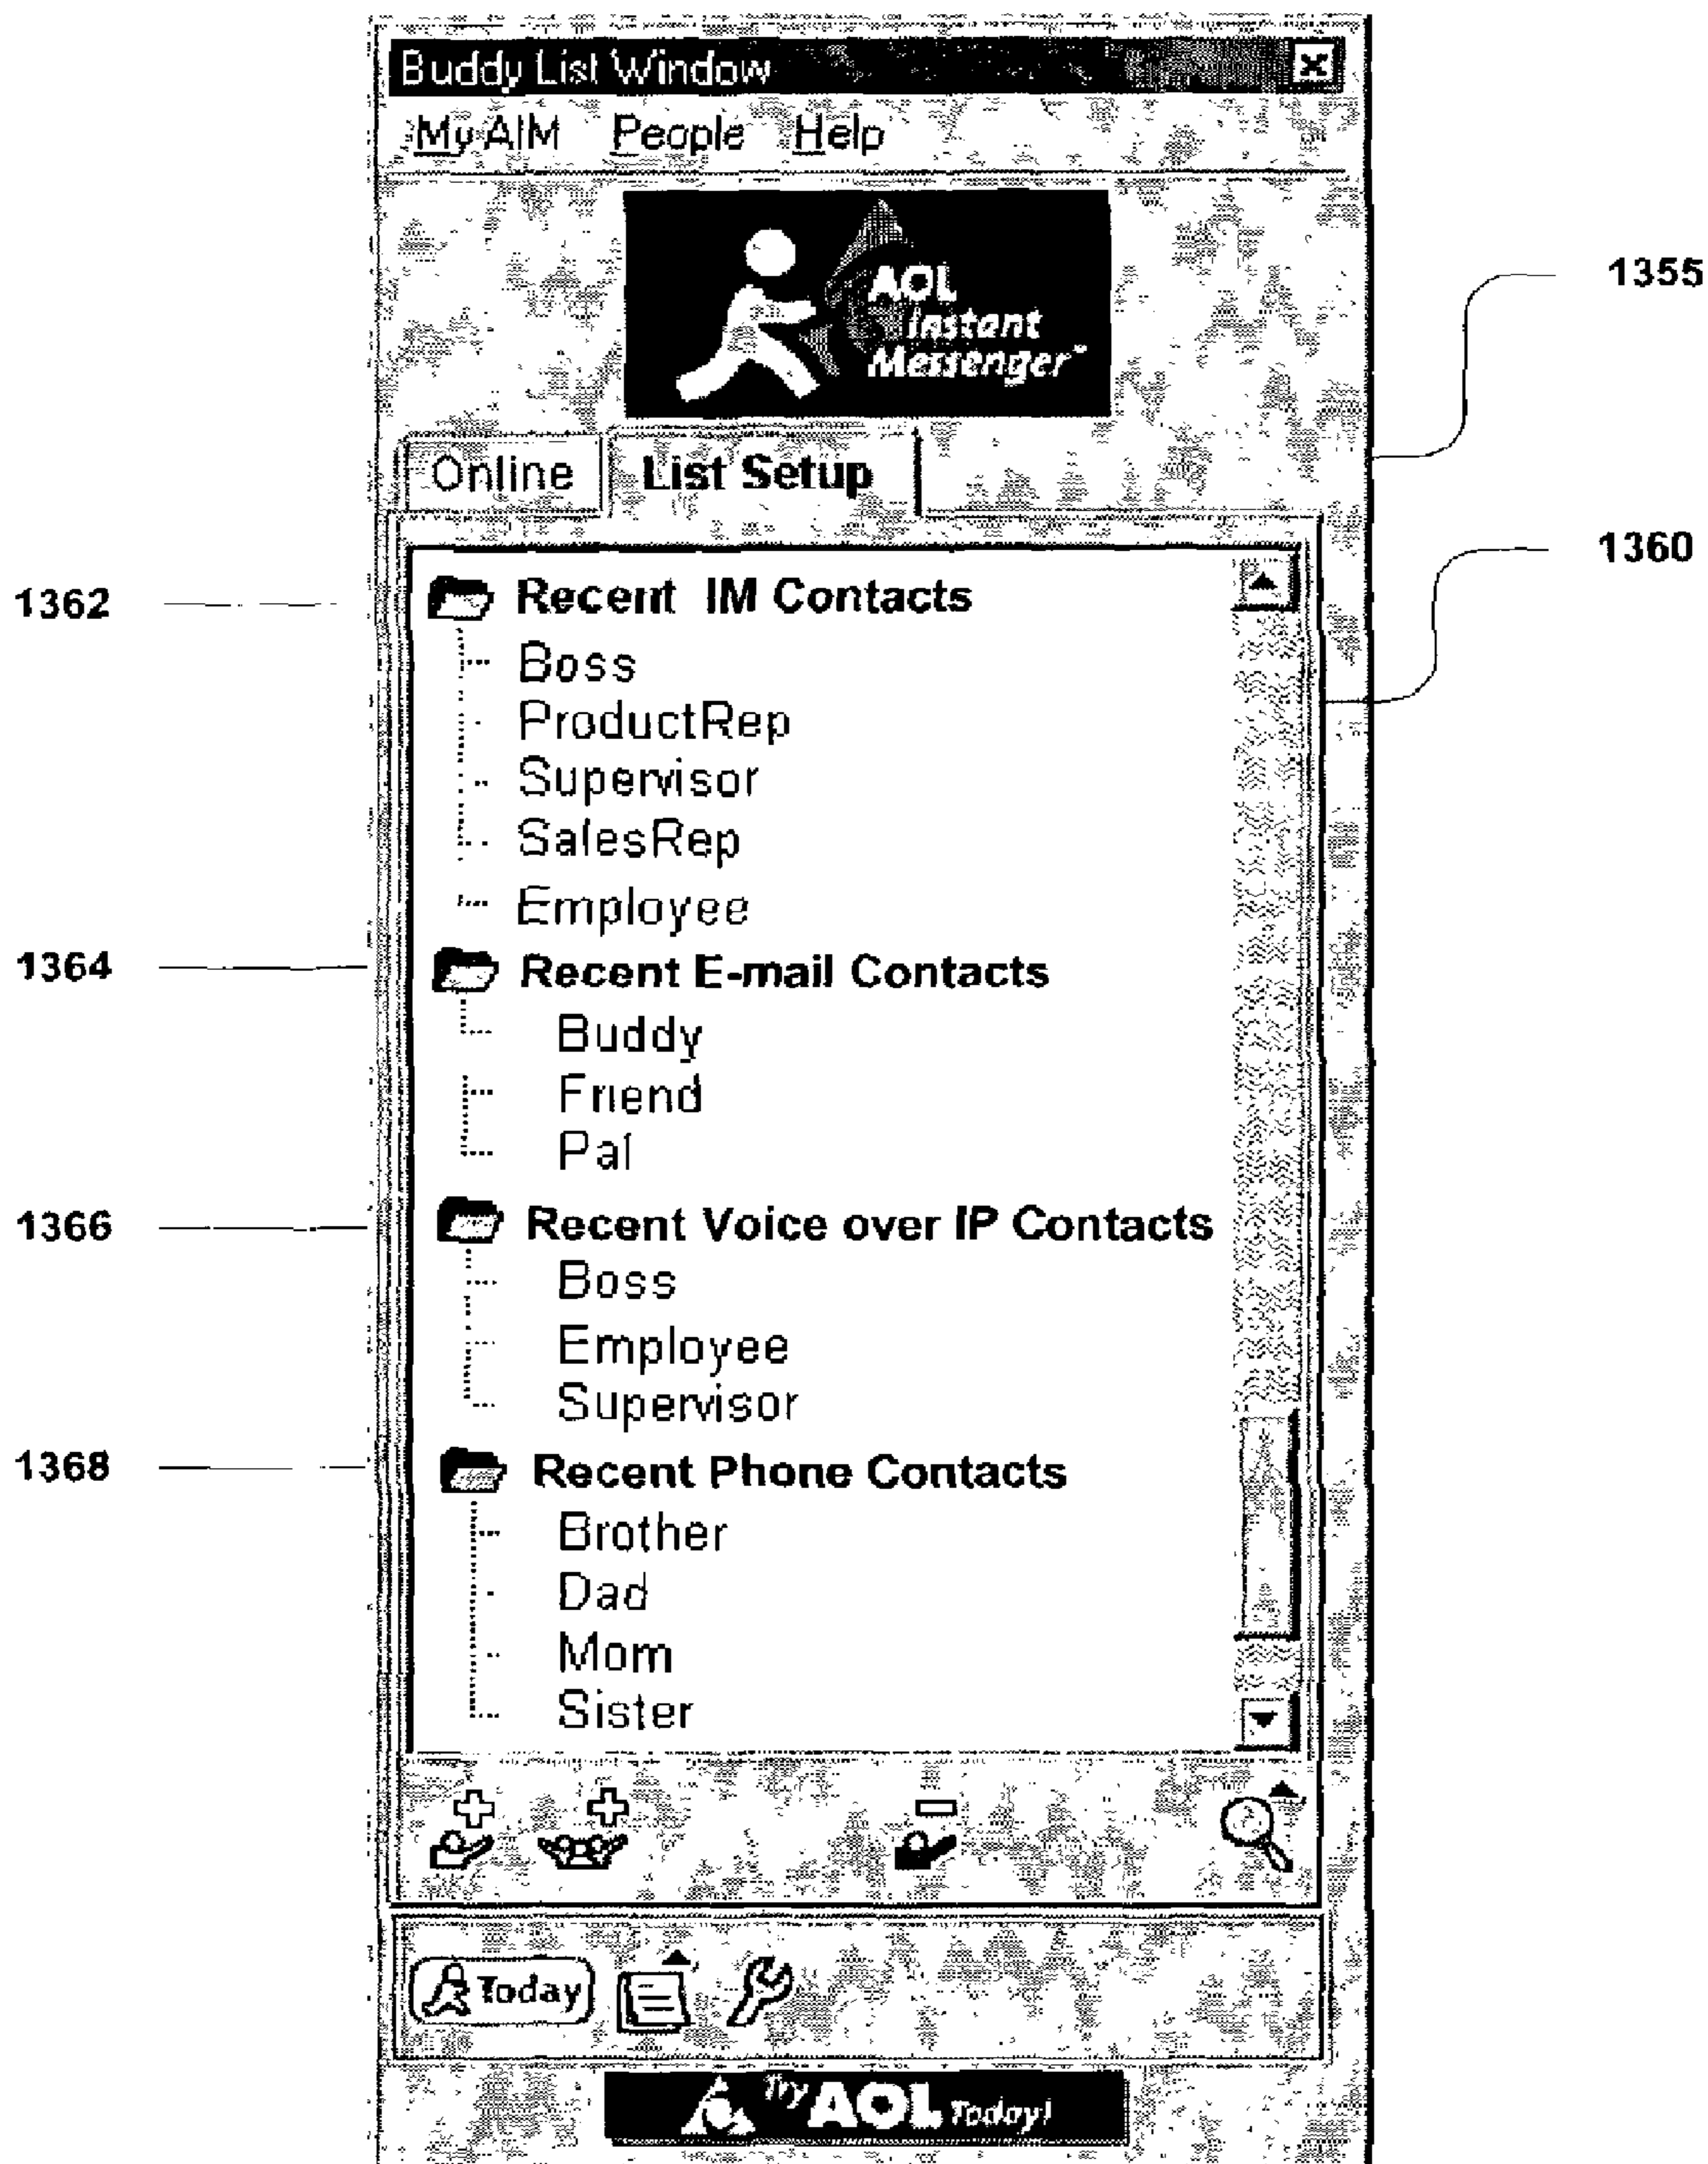 Buddy List Window
My AIM People Help
AOL
Instant
Messenger™
1355
Online List Setup
1360
1362 Recent IM Contacts
Boss
ProductRep
Supervisor
SalesRep
Employee
1364 Recent E-mail Contacts
Buddy
Friend
Pal
1366 Recent Voice over IP Contacts
Boss
Employee
Supervisor
1368 Recent Phone Contacts
Brother
Dad
Mom
Sister
Today
Try AOL Today!